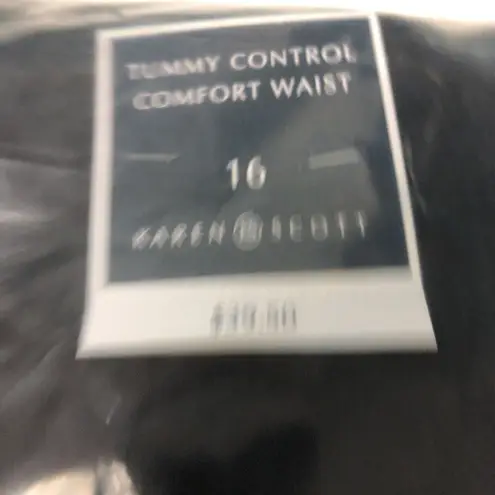 TUMMY CONTROL
COMFORT WAIST
16
KAREN SCOTT